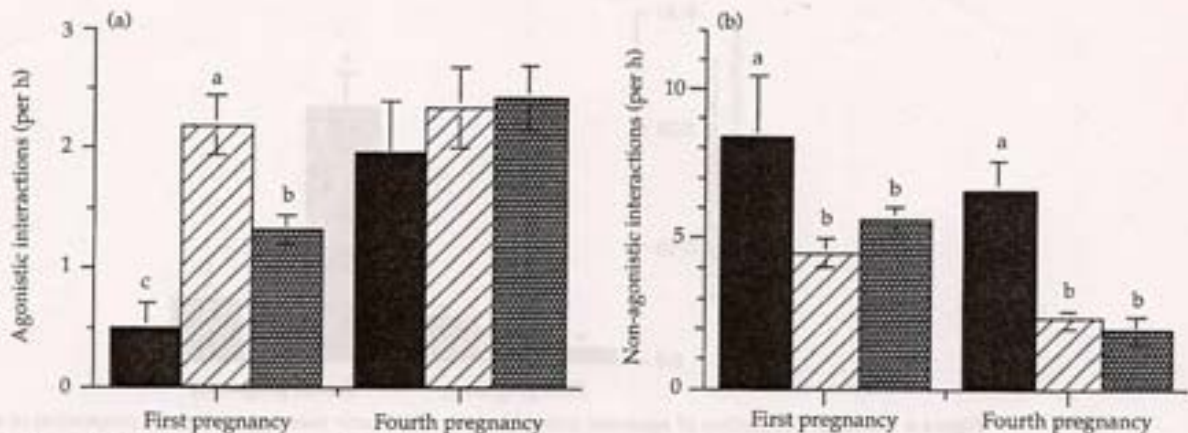 (a)
Agonistic interactions (per h)
3
2
1
0
c
a
b
First pregnancy
Fourth pregnancy
(b)
Non-agonistic interactions (per h)
10
5
0
a
b
b
a
b
b
First pregnancy
Fourth pregnancy